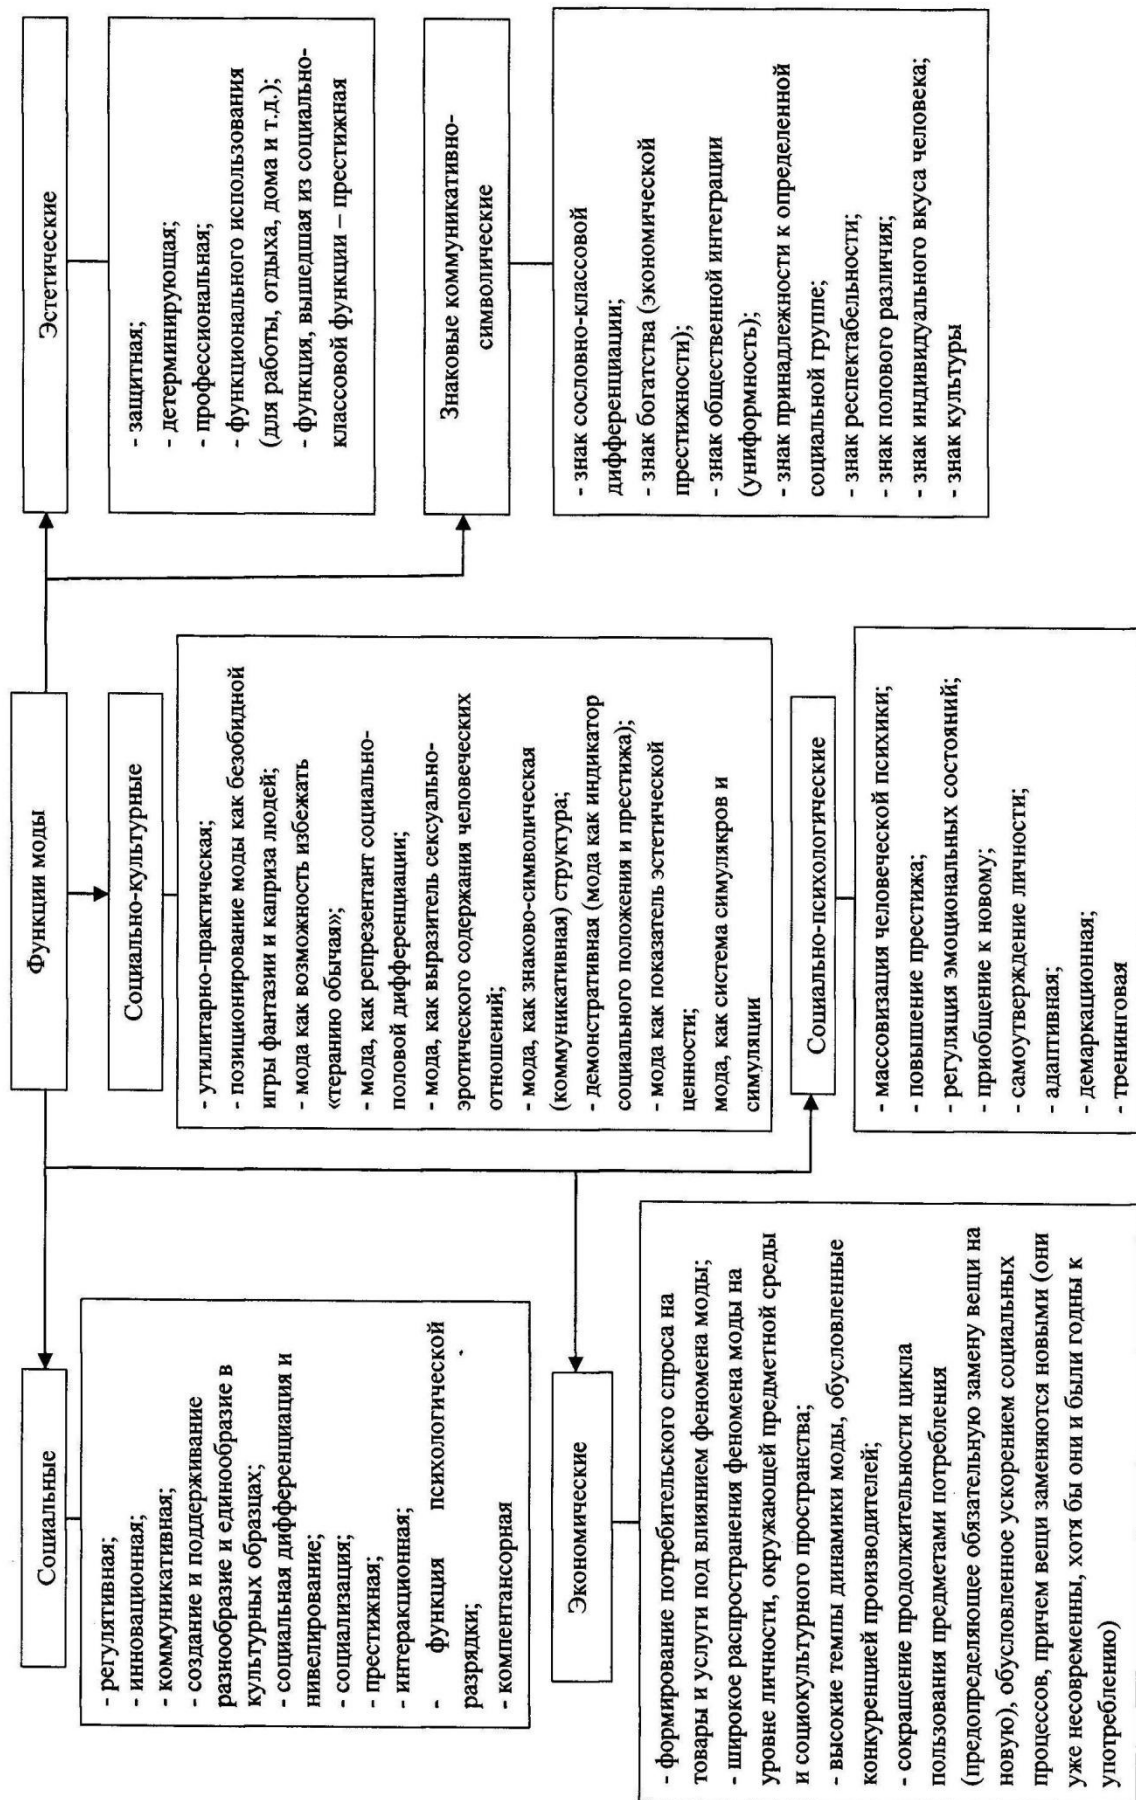 Функции моды
Социальные
- регулятивная;
- инновационная;
- коммуникативная;
- создание и поддерживание
разнообразие и единообразие в
культурных образцах;
- социальная дифференциация и
нивелирование;
- социализация;
- престижная;
- интеракционная;
- функция психологической
разрядки;
- компентансорная
Социально-культурные
- утилитарно-практическая;
- позиционирование моды как безобидной
игры фантазии и каприза людей;
- мода как возможность избежать
«теранию обычая»;
- мода, как репрезентант социально-
половой дифференциации;
- мода, как выразитель сексуально-
эротического содержания человеческих
отношений;
- мода, как знаково-символическая
(коммуникативная) структура;
- демонстративная (мода как индикатор
социального положения и престижа);
- мода как показатель эстетической
ценности;
мода, как система симулякров и
симуляции
Эстетические
- защитная;
- детерминирующая;
- профессиональная;
- функционального использования
(для работы, отдыха, дома и т.д.);
- функция, вышедшая из социально-
классовой функции – престижная
Экономические
- формирование потребительского спроса на
товары и услуги под влиянием феномена моды;
- широкое распространения феномена моды на
уровне личности, окружающей предметной среды
и социокультурного пространства;
- высокие темпы динамики моды, обусловленные
конкуренцией производителей;
- сокращение продолжительности цикла
пользования предметами потребления
(предопределяющее обязательную замену вещи на
новую), обусловленное ускорением социальных
процессов, причем вещи заменяются новыми (они
уже несовременны, хотя бы они и были годны к
употреблению)
Социально-психологические
- массовизация человеческой психики;
- повышение престижа;
- регуляция эмоциональных состояний;
- приобщение к новому;
- самоутверждение личности;
- адаптивная;
- демаркационная;
- тренинговая
Знаковые коммуникативно-
символические
- знак сословно-классовой
дифференциации;
- знак богатства (экономической
престижности);
- знак общественной интеграции
(униформность);
- знак принадлежности к определенной
социальной группе;
- знак респектабельности;
- знак полового различия;
- знак индивидуального вкуса человека;
- знак культуры